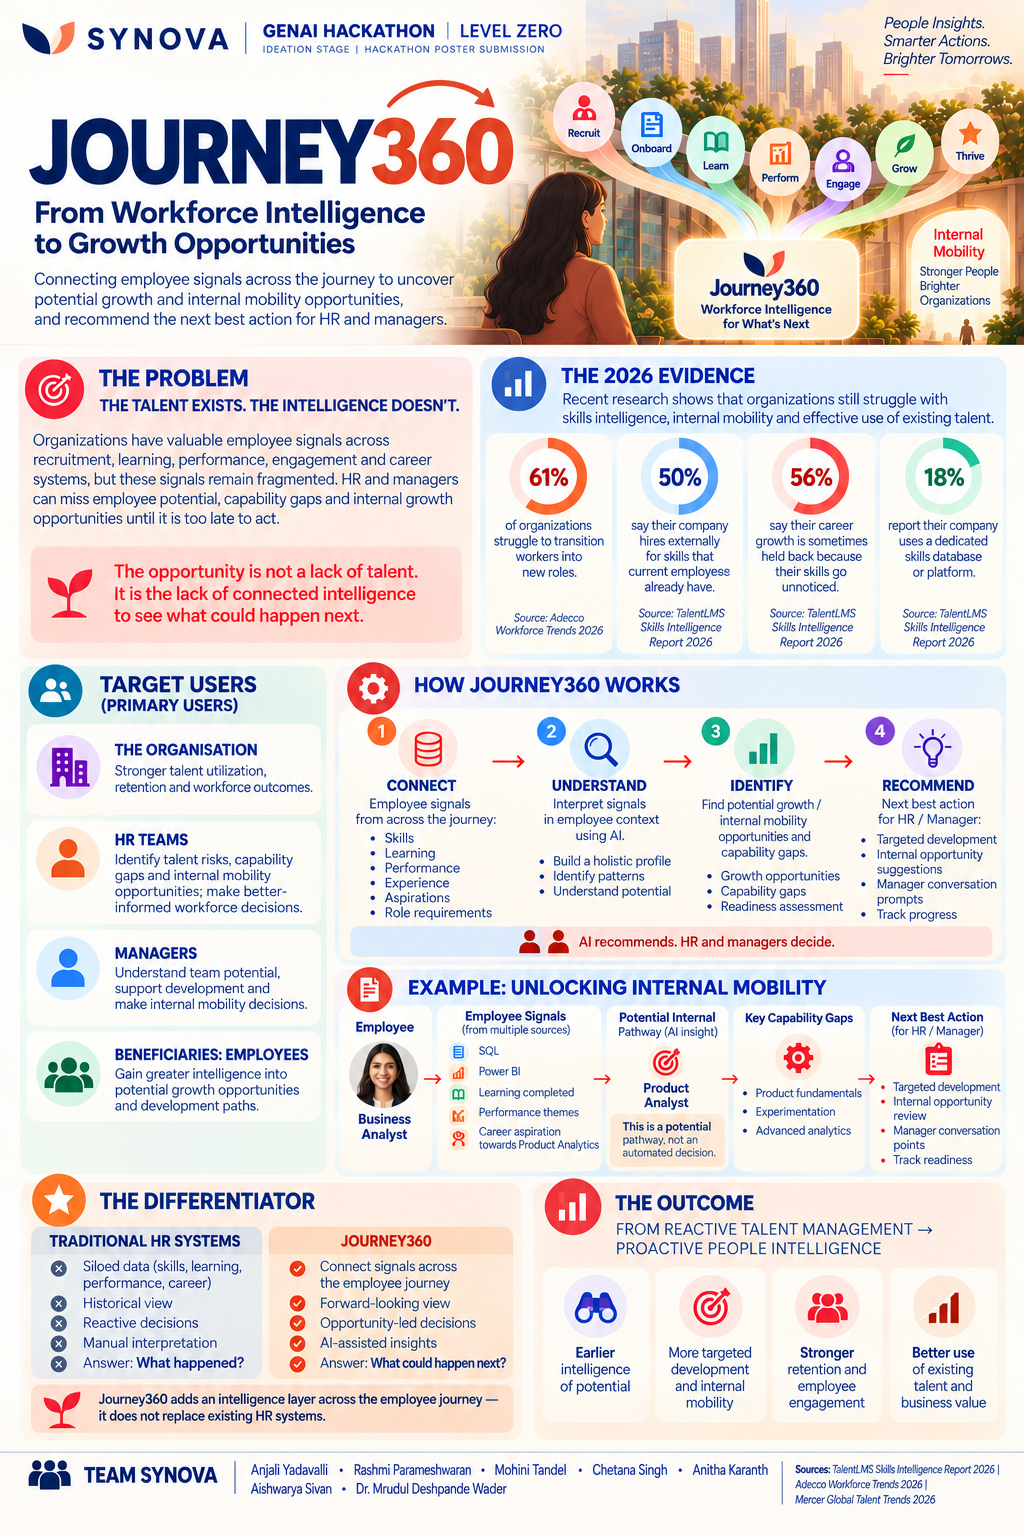 SYNOVA
GENAI HACKATHON | LEVEL ZERO
IDEATION STAGE | HACKATHON POSTER SUBMISSION
People Insights.
Smarter Actions.
Brighter Tomorrows.
JOURNEY360
From Workforce Intelligence
to Growth Opportunities
Connecting employee signals across the journey to uncover
potential growth and internal mobility opportunities,
and recommend the next best action for HR and managers.
Recruit
Onboard
Learn
Perform
Engage
Grow
Thrive
Journey360
Workforce Intelligence
for What's Next
Internal
Mobility
Stronger People
Brighter
Organizations
THE PROBLEM
THE TALENT EXISTS. THE INTELLIGENCE DOESN'T.
Organizations have valuable employee signals across
recruitment, learning, performance, engagement and career
systems, but these signals remain fragmented. HR and managers
can miss employee potential, capability gaps and internal growth
opportunities until it is too late to act.
The opportunity is not a lack of talent.
It is the lack of connected intelligence
to see what could happen next.
THE 2026 EVIDENCE
Recent research shows that organizations still struggle with
skills intelligence, internal mobility and effective use of existing talent.
61%
of organizations
struggle to transition
workers into
new roles.
Source: Adecco
Workforce Trends 2026
50%
say their company
hires externally
for skills that
current employees
already have.
Source: TalentLMS
Skills Intelligence
Report 2026
56%
say their career
growth is sometimes
held back because
their skills go
unnoticed.
Source: TalentLMS
Skills Intelligence
Report 2026
18%
report their company
uses a dedicated
skills database
or platform.
Source: TalentLMS
Skills Intelligence
Report 2026
TARGET USERS
(PRIMARY USERS)
THE ORGANISATION
Stronger talent utilization,
retention and workforce outcomes.
HR TEAMS
Identify talent risks, capability
gaps and internal mobility
opportunities; make better-
informed workforce decisions.
MANAGERS
Understand team potential,
support development and
make internal mobility decisions.
BENEFICIARIES: EMPLOYEES
Gain greater intelligence into
potential growth opportunities
and development paths.
HOW JOURNEY360 WORKS
1
CONNECT
Employee signals
from across the journey:
• Skills
• Learning
• Performance
• Experience
• Aspirations
• Role requirements
2
UNDERSTAND
Interpret signals
in employee context
using AI.
• Build a holistic profile
• Identify patterns
• Understand potential
3
IDENTIFY
Find potential growth /
internal mobility
opportunities and
capability gaps.
• Growth opportunities
• Capability gaps
• Readiness assessment
4
RECOMMEND
Next best action
for HR / Manager:
• Targeted development
• Internal opportunity
suggestions
• Manager conversation
prompts
• Track progress
AI recommends. HR and managers decide.
EXAMPLE: UNLOCKING INTERNAL MOBILITY
Employee
Business
Analyst
Employee Signals
(from multiple sources)
SQL
Power BI
Learning completed
Performance themes
Career aspiration
towards Product Analytics
Potential Internal
Pathway (AI insight)
Product
Analyst
This is a potential
pathway, not an
automated decision.
Key Capability Gaps
• Product fundamentals
• Experimentation
• Advanced analytics
Next Best Action
(for HR / Manager)
• Targeted development
• Internal opportunity
review
• Manager conversation
points
• Track readiness
THE DIFFERENTIATOR
TRADITIONAL HR SYSTEMS
Siloed data (skills, learning,
performance, career)
Historical view
Reactive decisions
Manual interpretation
Answer: What happened?
JOURNEY360
Connect signals across
the employee journey
Forward-looking view
Opportunity-led decisions
AI-assisted insights
Answer: What could happen next?
Journey360 adds an intelligence layer across the employee journey —
it does not replace existing HR systems.
THE OUTCOME
FROM REACTIVE TALENT MANAGEMENT →
PROACTIVE PEOPLE INTELLIGENCE
Earlier
intelligence
of potential
More targeted
development
and internal
mobility
Stronger
retention and
employee
engagement
Better use
of existing
talent and
business value
TEAM SYNOVA
Anjali Yadavalli • Rashmi Parameshwaran • Mohini Tandel • Chetana Singh • Anitha Karanth
Aishwarya Sivan • Dr. Mrudul Deshpande Wader
Sources: TalentLMS Skills Intelligence Report 2026 |
Adecco Workforce Trends 2026 |
Mercer Global Talent Trends 2026